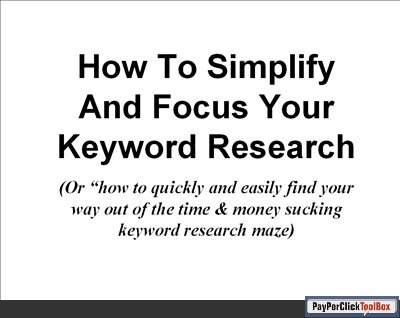 How To Simplify
And Focus Your
Keyword Research
(Or “how to quickly and easily find your
way out of the time & money sucking
keyword research maze)
PayPerClickToolBox